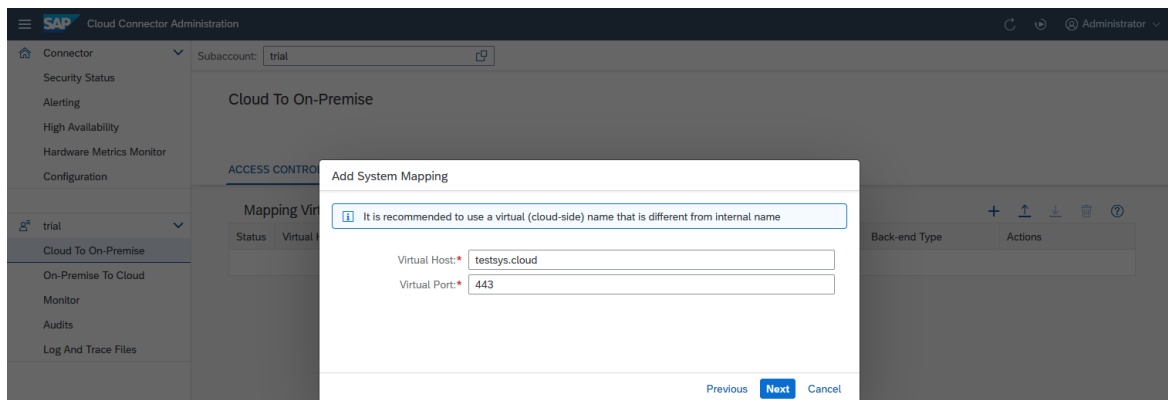 SAP Cloud Connector Administration
Administrator
Connector
Security Status
Alerting
High Availability
Hardware Metrics Monitor
Configuration
trial
Cloud To On-Premise
On-Premise To Cloud
Monitor
Audits
Log And Trace Files
Subaccount: trial
Cloud To On-Premise
ACCESS CONTROL
Mapping Virt
Status Virtual H Back-end Type Actions
Add System Mapping
It is recommended to use a virtual (cloud-side) name that is different from internal name
Virtual Host:* testsys.cloud
Virtual Port:* 443
Previous Next Cancel